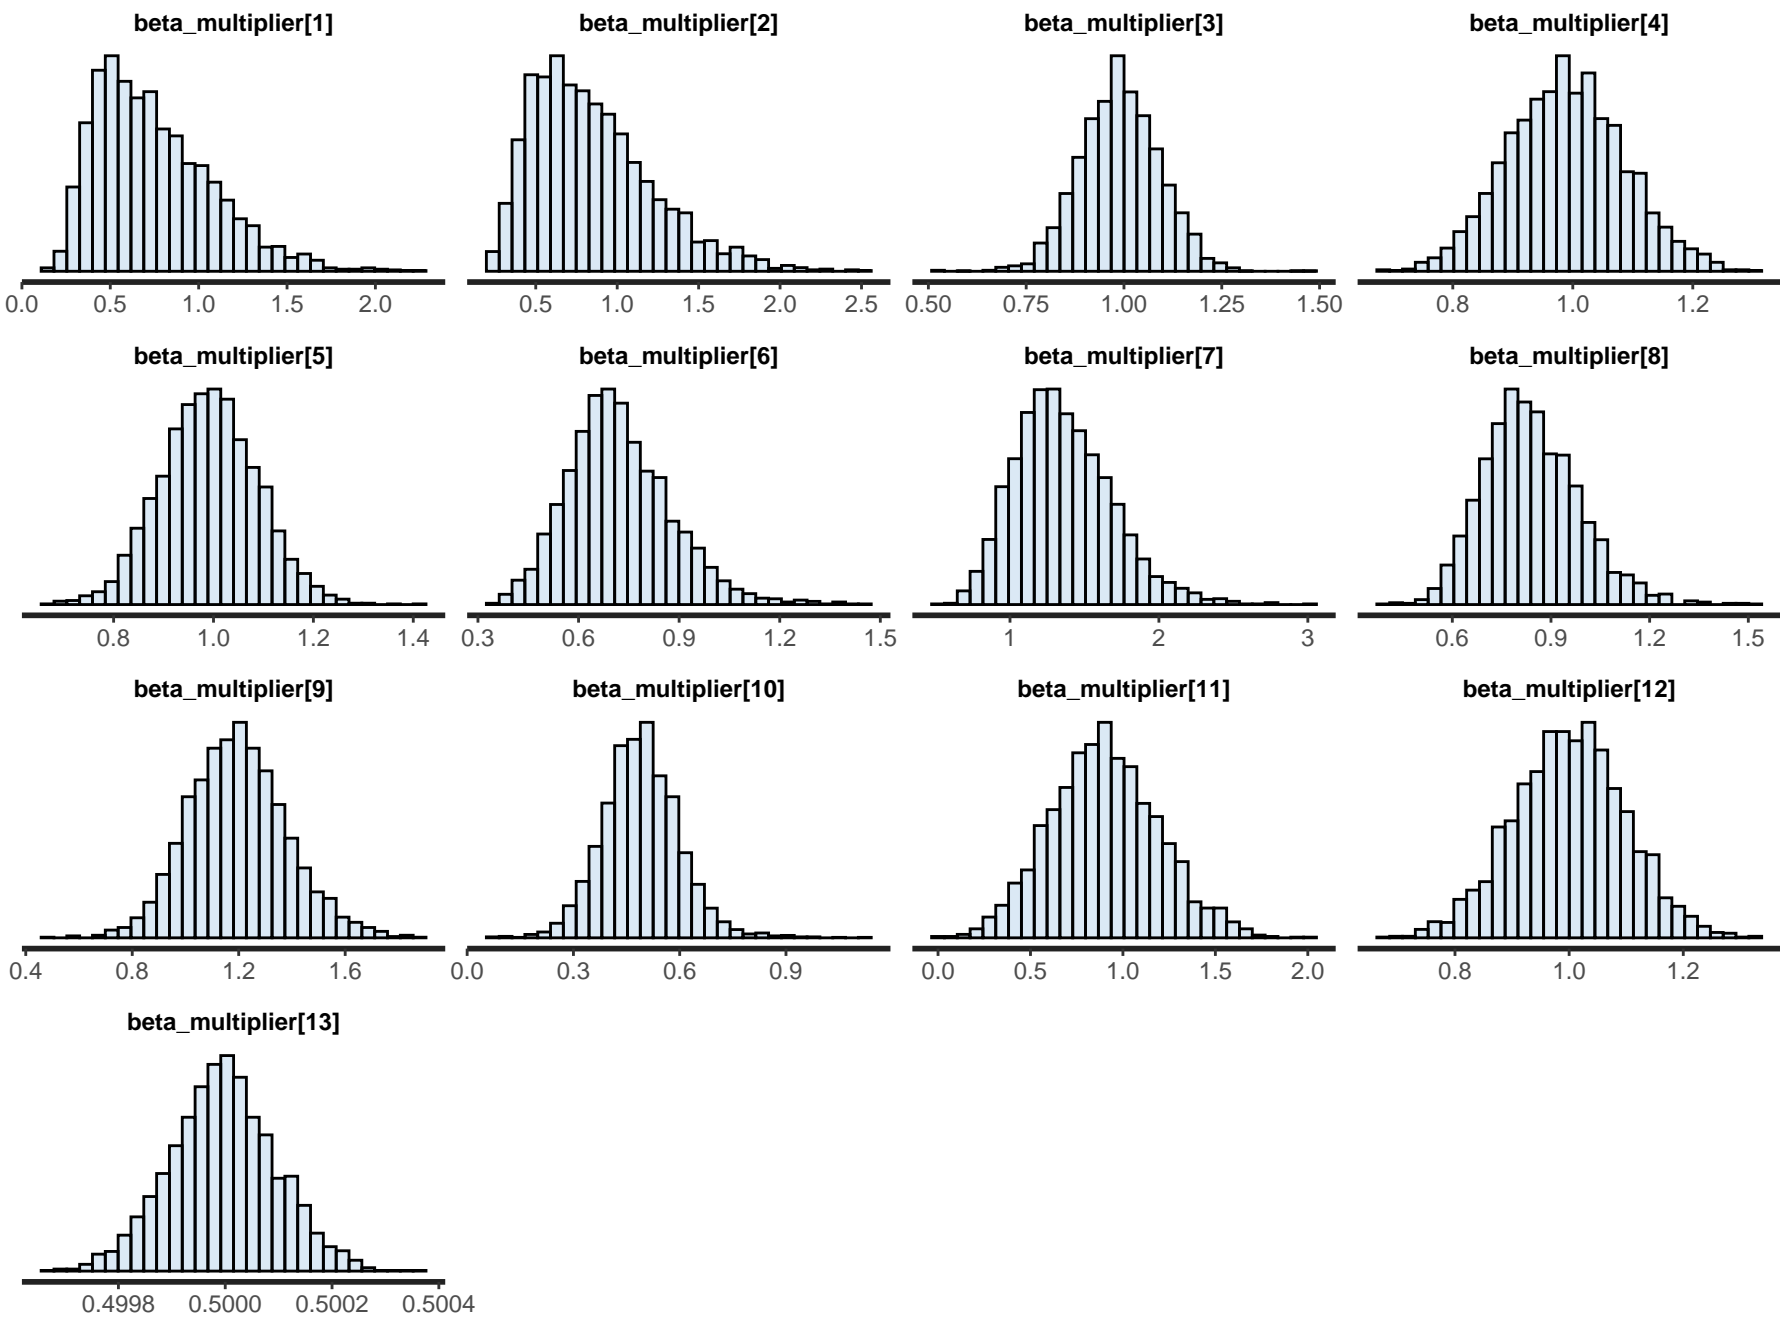 beta_multiplier[1] beta_multiplier[2] beta_multiplier[3] beta_multiplier[4]
0.0 0.5 1.0 1.5 2.0 0.5 1.0 1.5 2.0 2.5 0.50 0.75 1.00 1.25 1.50 0.8 1.0 1.2
beta_multiplier[5] beta_multiplier[6] beta_multiplier[7] beta_multiplier[8]
0.8 1.0 1.2 1.4 0.3 0.6 0.9 1.2 1.5 1 2 3 0.6 0.9 1.2 1.5
beta_multiplier[9] beta_multiplier[10] beta_multiplier[11] beta_multiplier[12]
0.4 0.8 1.2 1.6 0.0 0.3 0.6 0.9 0.0 0.5 1.0 1.5 2.0 0.8 1.0 1.2
beta_multiplier[13]
0.4998 0.5000 0.5002 0.5004